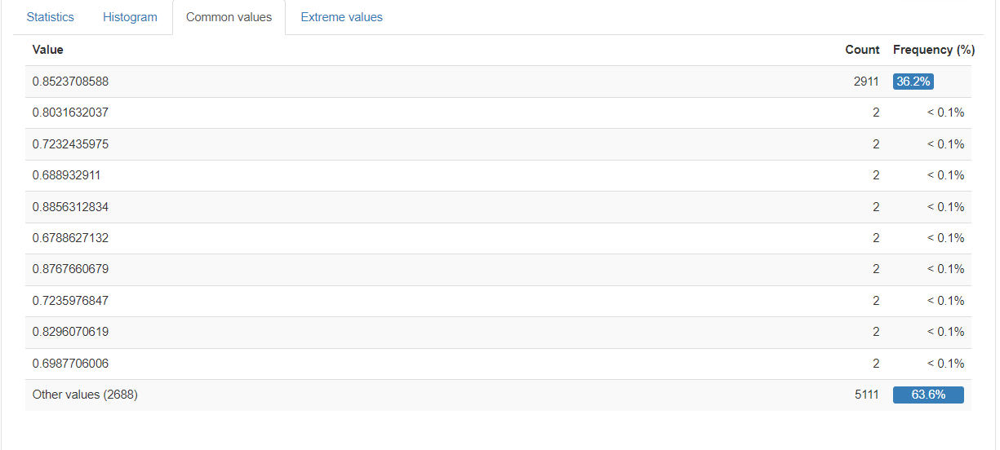 Statistics Histogram Common values Extreme values
Value Count Frequency (%)
0.8523708588 2911 36.2%
0.8031632037 2 < 0.1%
0.7232435975 2 < 0.1%
0.688932911 2 < 0.1%
0.8856312834 2 < 0.1%
0.6788627132 2 < 0.1%
0.8767660679 2 < 0.1%
0.7235976847 2 < 0.1%
0.8296070619 2 < 0.1%
0.6987706006 2 < 0.1%
Other values (2688) 5111 63.6%